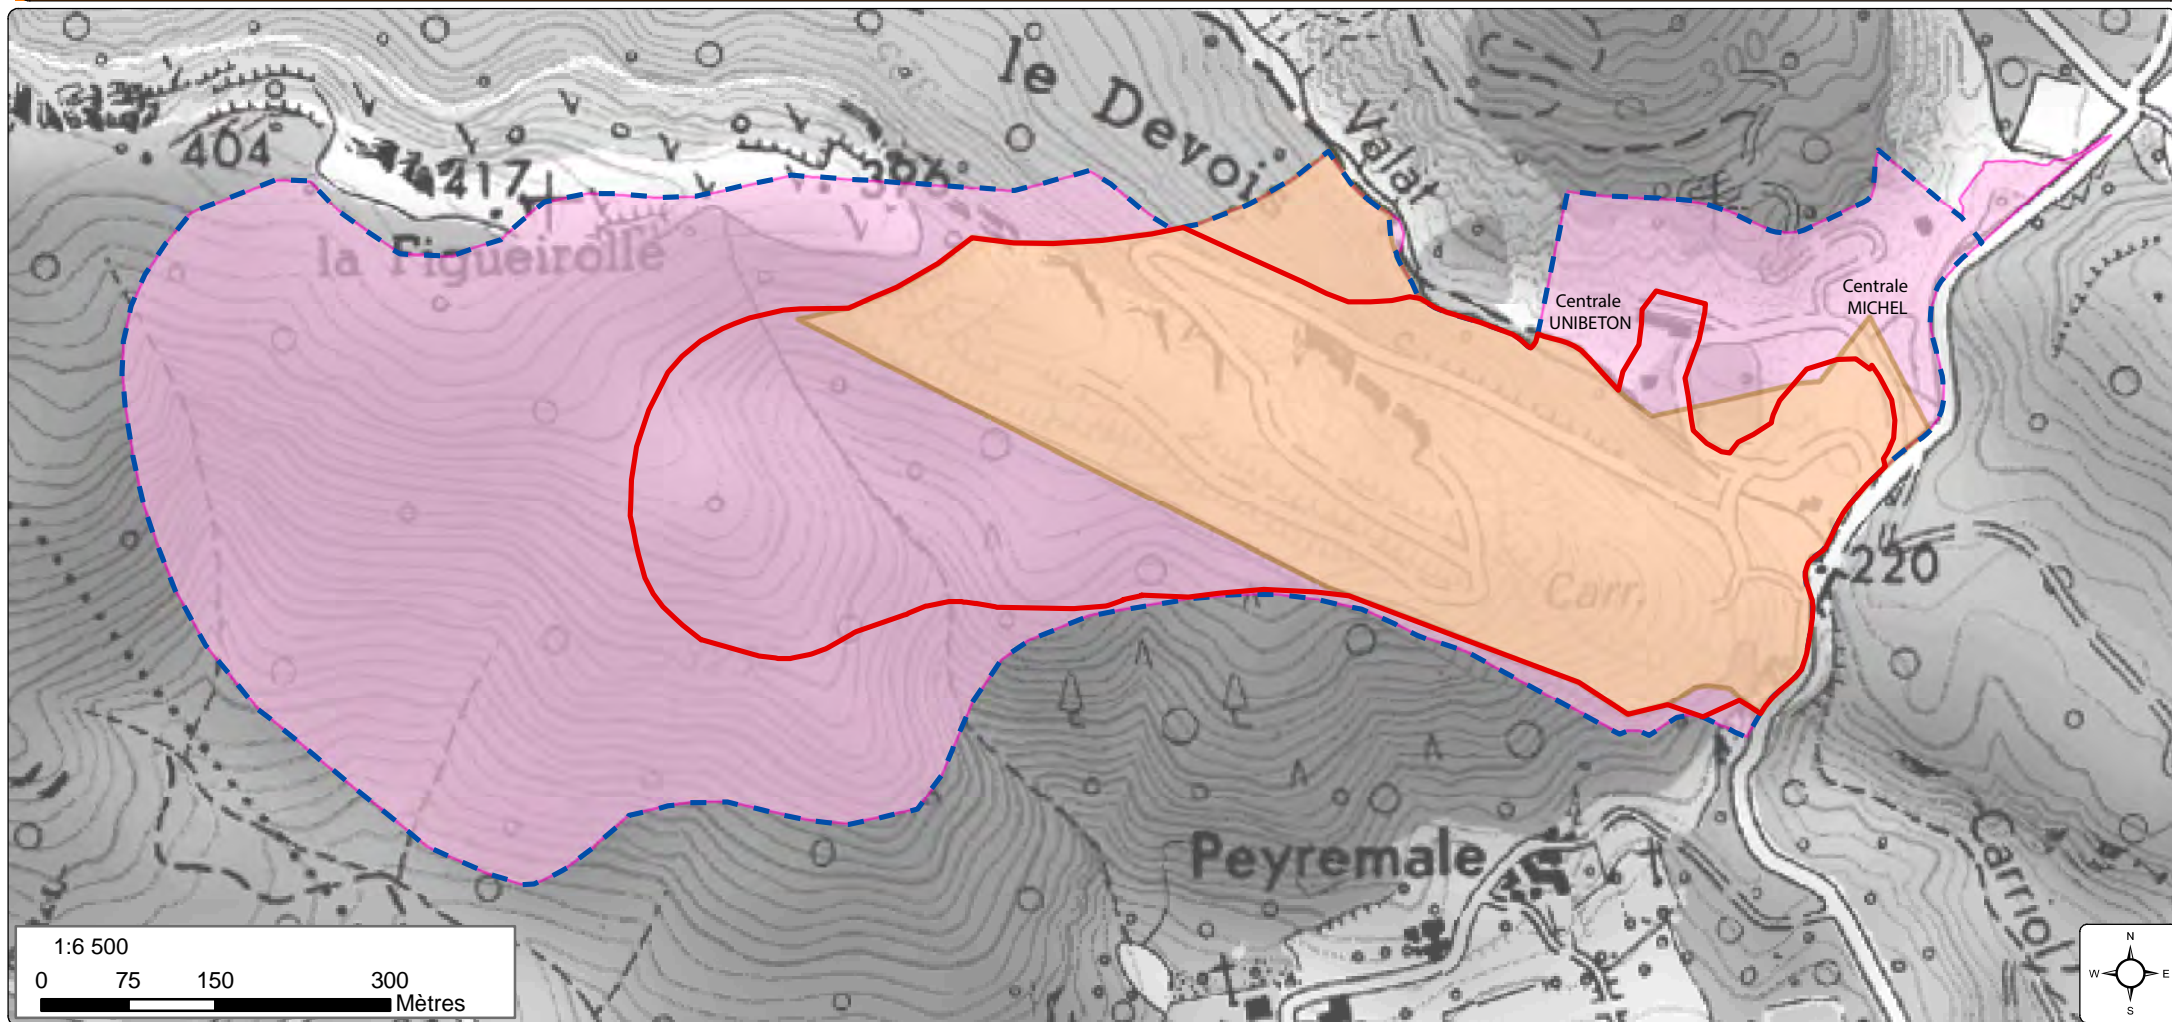 le Devois
Valat
300
404
417
396
la Figueirolle
Centrale
UNIBETON
Centrale
MICHEL
220
Carr.
Peyremale
Carriol
1:6 500
0 75 150 300
Mètres
N
W E
S